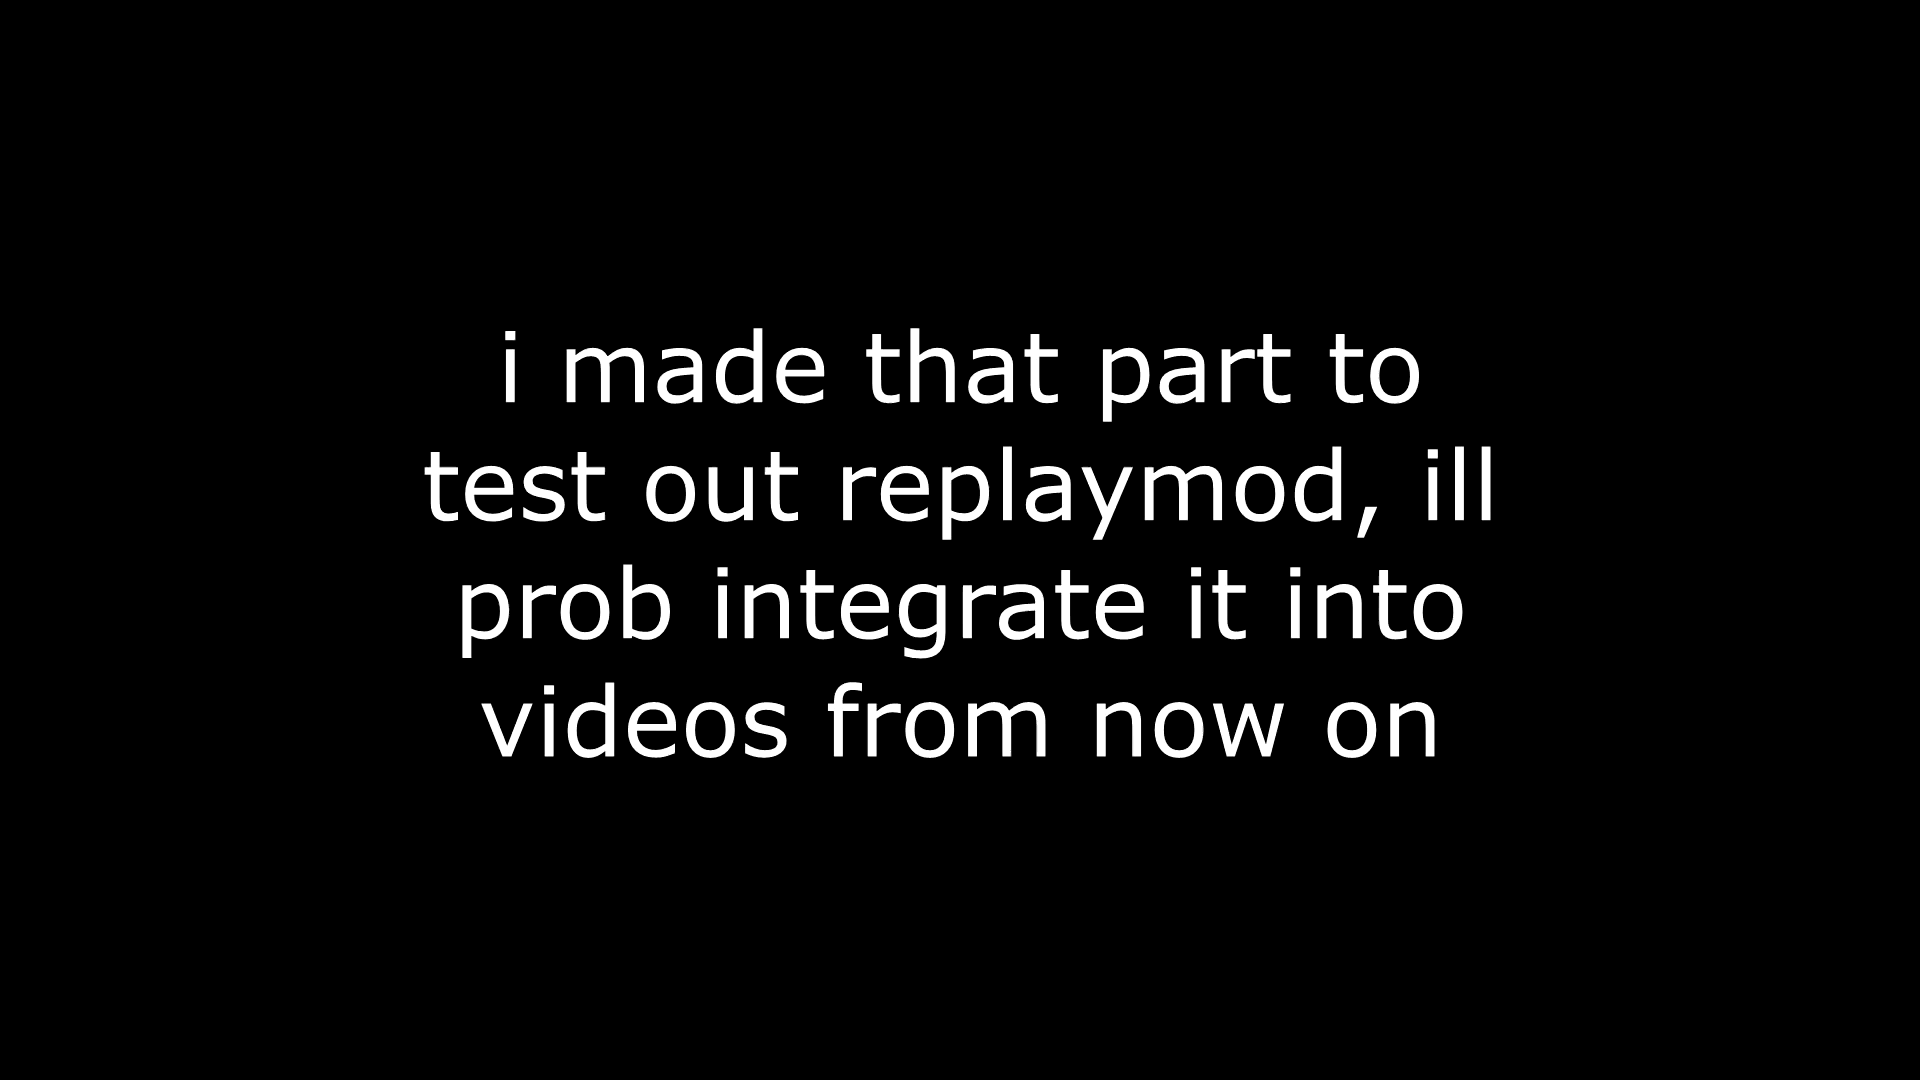 i made that part to
test out replaymod, ill
prob integrate it into
videos from now on